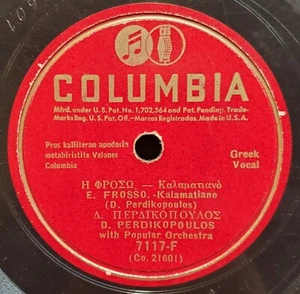 COLUMBIA
Mfrd. under U.S. Pat. No. 1,702,564 and Pat. Pending. Trade-
Marks Reg. U.S. Pat. Off.-Marcas Registradas. Made in U.S.A.
Pros kalliteran apodosin
metahiristite Velones
Columbia
Greek
Vocal
Η ΦΡΟΣΩ, — Καλαματιανὸ
E. FROSSO.-Kalamatiane
(D. Perdikopoulos)
Δ. ΠΕΡΔΙΚΟΠΟΥΛΟΣ
D. PERDIKOPOULOS
with Popular Orchestra
7117-F
(Co. 21601)